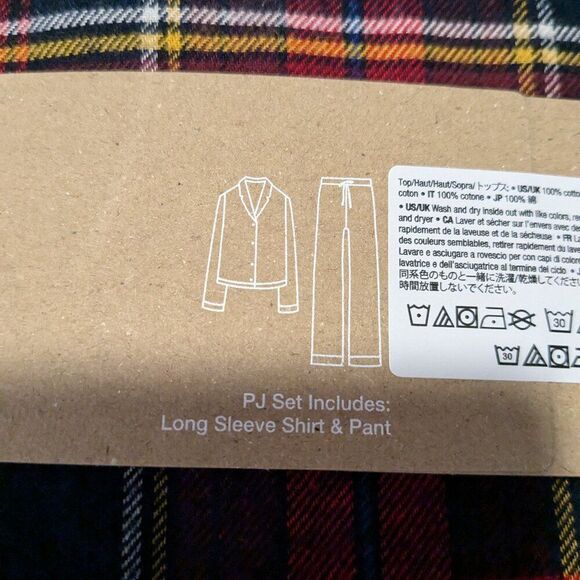 Top/Haut/Haut/Sopra/トップス: • US/UK 100% cotton
coton • IT 100% cotone • JP 100% 綿
• US/UK Wash and dry inside out with like colors,
and dryer • CA Laver et sécher sur l'envers avec des
rapidement de la laveuse et de la sécheuse • FR
des couleurs semblables, retirer rapidement du
Lavare e asciugare a rovescio per con capi di colore
lavatrice e dell'asciugatrice al termine del ciclo •
同系色のものと一緒に洗濯/乾燥してください
時間放置しないでください。
30
30
PJ Set Includes:
Long Sleeve Shirt & Pant